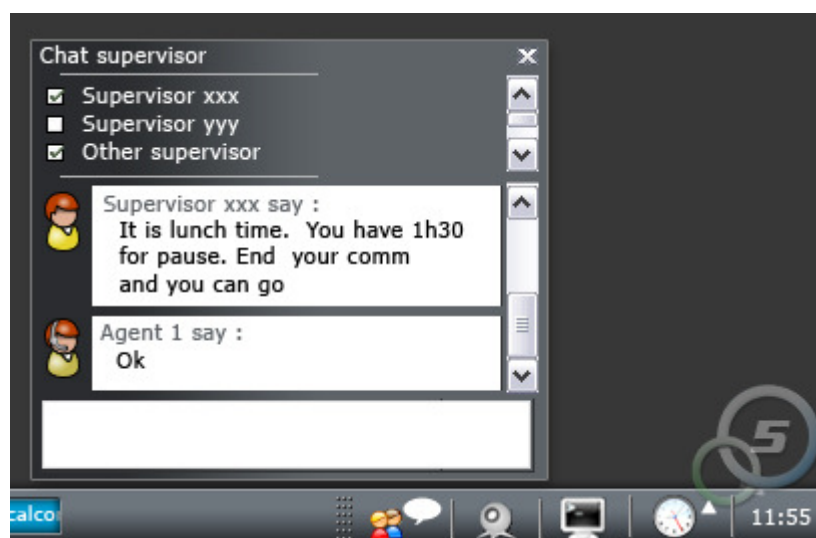 Chat supervisor
Supervisor xxx
Supervisor yyy
Other supervisor
Supervisor xxx say :
It is lunch time. You have 1h30
for pause. End your comm
and you can go
Agent 1 say :
Ok
5
calco
11:55